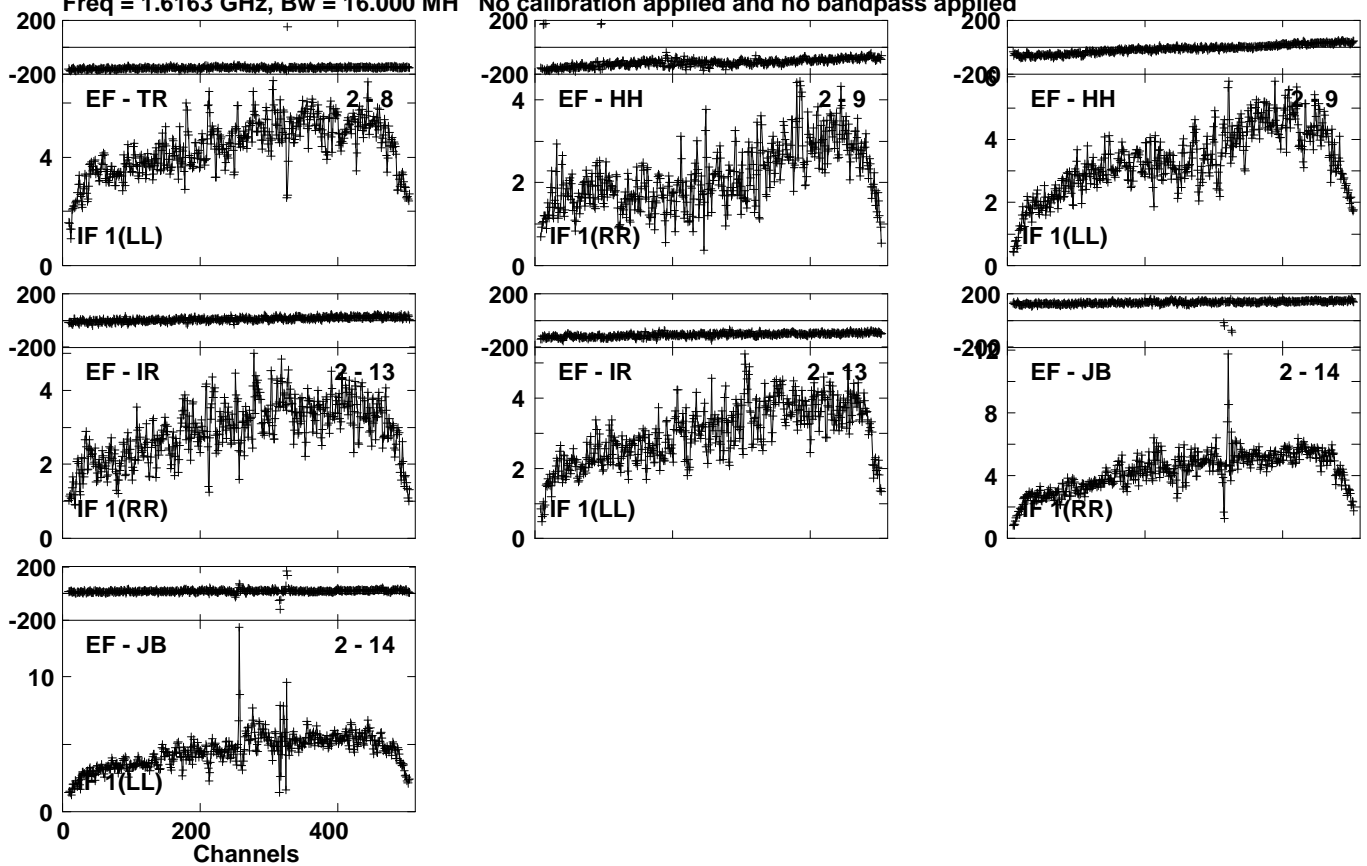 Freq = 1.6163 GHz, Bw = 16.000 MH No calibration applied and no bandpass applied
200
-200
EF - TR 2 - 8
4
IF 1(LL)
0
-200
EF - HH 2 - 9
4
2
IF 1(RR)
0
200
-200
6
EF - HH 2 - 9
4
2
IF 1(LL)
0
200
-200
EF - IR 2 - 13
4
2
IF 1(RR)
0
200
-200
EF - IR 2 - 13
4
2
IF 1(LL)
0
200
-200
12
EF - JB 2 - 14
8
4
IF 1(RR)
0
200
-200
EF - JB 2 - 14
10
IF 1(LL)
0
0 200 400
Channels